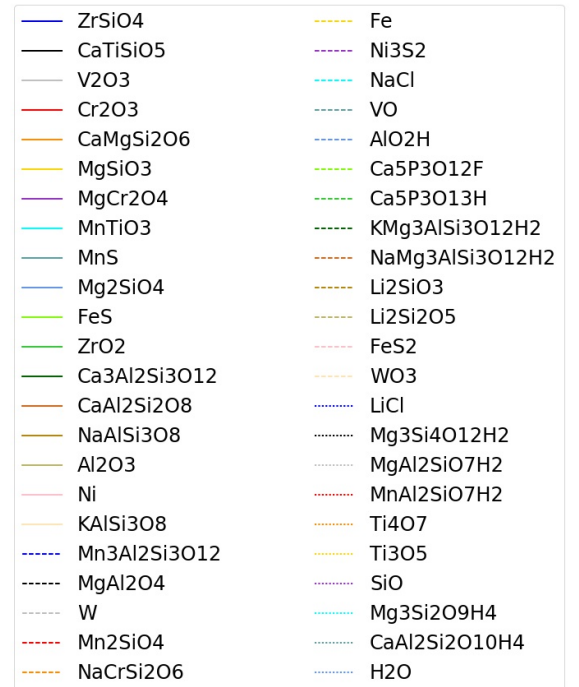 ZrSiO4
CaTiSiO5
V2O3
Cr2O3
CaMgSi2O6
MgSiO3
MgCr2O4
MnTiO3
MnS
Mg2SiO4
FeS
ZrO2
Ca3Al2Si3O12
CaAl2Si2O8
NaAlSi3O8
Al2O3
Ni
KAlSi3O8
Mn3Al2Si3O12
MgAl2O4
W
Mn2SiO4
NaCrSi2O6
Fe
Ni3S2
NaCl
VO
AlO2H
Ca5P3O12F
Ca5P3O13H
KMg3AlSi3O12H2
NaMg3AlSi3O12H2
Li2SiO3
Li2Si2O5
FeS2
WO3
LiCl
Mg3Si4O12H2
MgAl2SiO7H2
MnAl2SiO7H2
Ti4O7
Ti3O5
SiO
Mg3Si2O9H4
CaAl2Si2O10H4
H2O